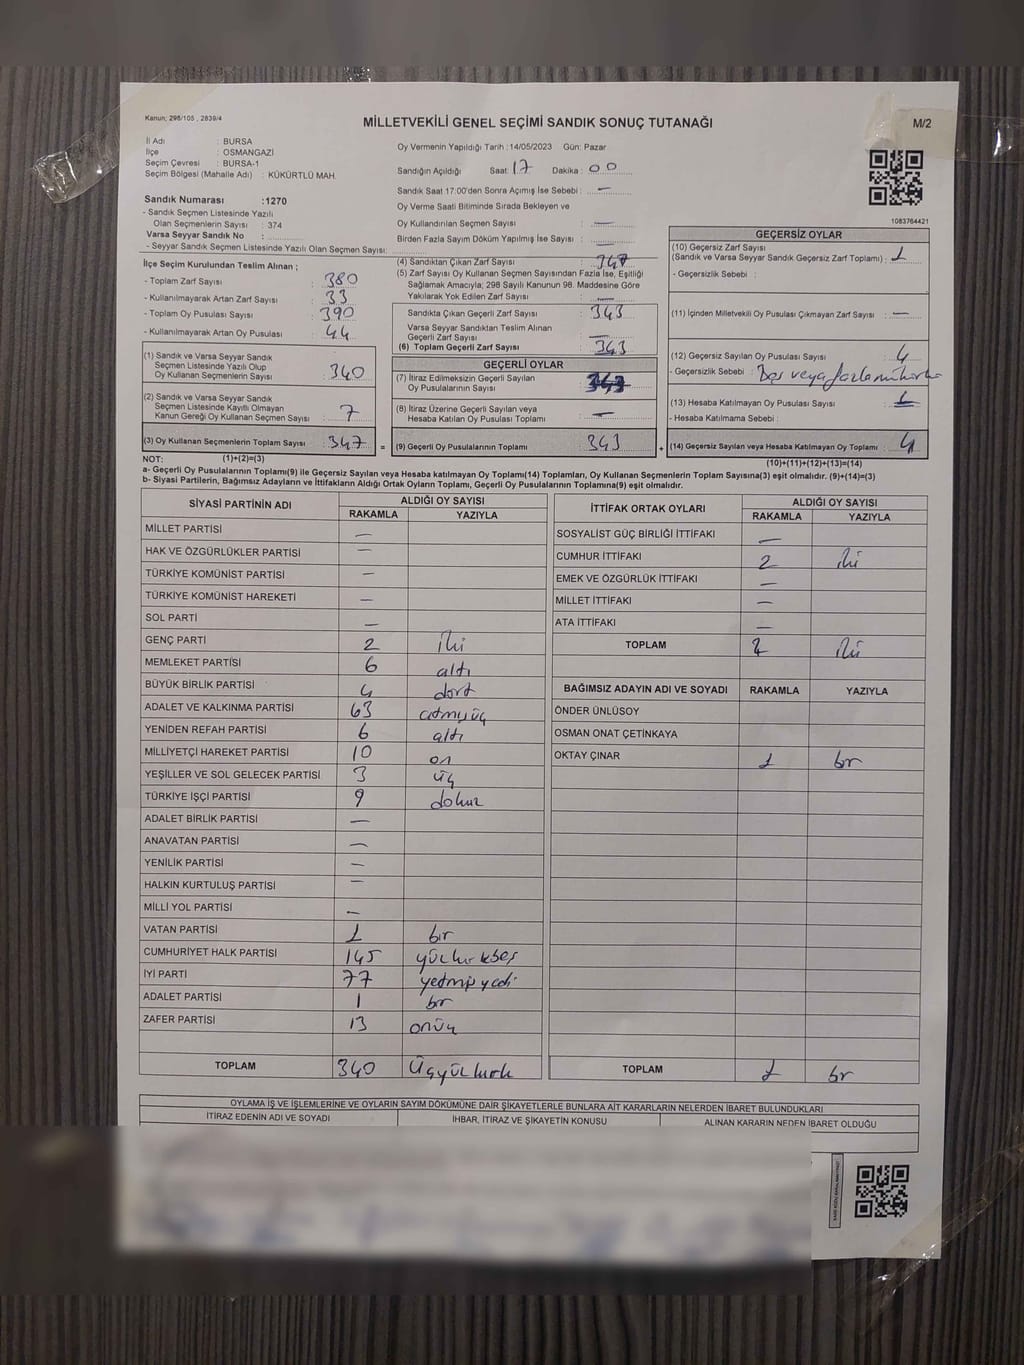 Kanun; 298/105 , 2839/4
MİLLETVEKİLİ GENEL SEÇİMİ SANDIK SONUÇ TUTANAĞI
M/2
İl Adı : BURSA
İlçe : OSMANGAZİ
Seçim Çevresi : BURSA-1
Seçim Bölgesi (Mahalle Adı) : KÜKÜRTLÜ MAH.
Sandık Numarası :1270
- Sandık Seçmen Listesinde Yazılı
Olan Seçmenlerin Sayısı : 374
Varsa Seyyar Sandık No :
- Seyyar Sandık Seçmen Listesinde Yazılı Olan Seçmen Sayısı:
Oy Vermenin Yapıldığı Tarih :14/05/2023 Gün: Pazar
Sandığın Açıldığı Saat: 17 Dakika : 00
Sandık Saat 17:00'den Sonra Açımış İse Sebebi : —
Oy Verme Saati Bitiminde Sırada Bekleyen ve
Oy Kullandırılan Seçmen Sayısı : —
Birden Fazla Sayım Döküm Yapılmış İse Sayısı : —
1083764421
İlçe Seçim Kurulundan Teslim Alınan ;
- Toplam Zarf Sayısı : 380
- Kullanılmayarak Artan Zarf Sayısı : 33
- Toplam Oy Pusulası Sayısı : 390
- Kullanılmayarak Artan Oy Pusulası : 44
(1) Sandık ve Varsa Seyyar Sandık
Seçmen Listesinde Yazılı Olup
Oy Kullanan Seçmenlerin Sayısı : 340
(2) Sandık ve Varsa Seyyar Sandık
Seçmen Listesinde Kayıtlı Olmayan
Kanun Gereği Oy Kullanan Seçmen Sayısı : 7
(3) Oy Kullanan Seçmenlerin Toplam Sayısı : 347 =
(4) Sandıktan Çıkan Zarf Sayısı : 347
(5) Zarf Sayısı Oy Kullanan Seçmen Sayısından Fazla İse, Eşitliği
Sağlamak Amacıyla; 298 Sayılı Kanunun 98. Maddesine Göre
Yakılarak Yok Edilen Zarf Sayısı : —
Sandıkta Çıkan Geçerli Zarf Sayısı : 343
Varsa Seyyar Sandıktan Teslim Alınan
Geçerli Zarf Sayısı : —
(6) Toplam Geçerli Zarf Sayısı : 343
GEÇERLİ OYLAR
(7) İtiraz Edilmeksizin Geçerli Sayılan
Oy Pusulalarının Sayısı : 343
(8) İtiraz Üzerine Geçerli Sayılan veya
Hesaba Katılan Oy Pusulası Toplamı : —
(9) Geçerli Oy Pusulalarının Toplamı : 343 +
GEÇERSİZ OYLAR
(10) Geçersiz Zarf Sayısı
(Sandık ve Varsa Seyyar Sandık Geçersiz Zarf Toplamı) : 1
- Geçersizlik Sebebi :
(11) İçinden Milletvekili Oy Pusulası Çıkmayan Zarf Sayısı : —
(12) Geçersiz Sayılan Oy Pusulası Sayısı : 4
- Geçersizlik Sebebi : Boş veya fazla mühür
(13) Hesaba Katılmayan Oy Pusulası Sayısı :
- Hesaba Katılmama Sebebi :
(14) Geçersiz Sayılan veya Hesaba Katılmayan Oy Toplamı : 4
NOT: (1)+(2)=(3) (10)+(11)+(12)+(13)=(14)
a- Geçerli Oy Pusulalarının Toplamı(9) ile Geçersiz Sayılan veya Hesaba katılmayan Oy Toplamı(14) Toplamları, Oy Kullanan Seçmenlerin Toplam Sayısına(3) eşit olmalıdır. (9)+(14)=(3)
b- Siyasi Partilerin, Bağımsız Adayların ve İttifakların Aldığı Ortak Oyların Toplamı, Geçerli Oy Pusulalarının Toplamına(9) eşit olmalıdır.
SİYASİ PARTİNİN ADI ALDIĞI OY SAYISI
RAKAMLA YAZIYLA
MİLLET PARTİSİ —
HAK VE ÖZGÜRLÜKLER PARTİSİ —
TÜRKİYE KOMÜNİST PARTİSİ —
TÜRKİYE KOMÜNİST HAREKETİ —
SOL PARTİ —
GENÇ PARTİ 2 İki
MEMLEKET PARTİSİ 6 altı
BÜYÜK BİRLİK PARTİSİ 4 dört
ADALET VE KALKINMA PARTİSİ 63 atmışüç
YENİDEN REFAH PARTİSİ 6 altı
MİLLİYETÇİ HAREKET PARTİSİ 10 on
YEŞİLLER VE SOL GELECEK PARTİSİ 3 üç
TÜRKİYE İŞÇİ PARTİSİ 9 dokuz
ADALET BİRLİK PARTİSİ —
ANAVATAN PARTİSİ —
YENİLİK PARTİSİ —
HALKIN KURTULUŞ PARTİSİ —
MİLLİ YOL PARTİSİ —
VATAN PARTİSİ 1 bir
CUMHURİYET HALK PARTİSİ 145 yüzkırkbeş
İYİ PARTİ 77 yetmişyedi
ADALET PARTİSİ 1 bir
ZAFER PARTİSİ 13 onüç
TOPLAM 340 Üçyüzkırk
İTTİFAK ORTAK OYLARI ALDIĞI OY SAYISI
RAKAMLA YAZIYLA
SOSYALİST GÜÇ BİRLİĞİ İTTİFAKI —
CUMHUR İTTİFAKI 2 İki
EMEK VE ÖZGÜRLÜK İTTİFAKI —
MİLLET İTTİFAKI —
ATA İTTİFAKI —
TOPLAM 2 İki
BAĞIMSIZ ADAYIN ADI VE SOYADI RAKAMLA YAZIYLA
ÖNDER ÜNLÜSOY
OSMAN ONAT ÇETİNKAYA
OKTAY ÇINAR 1 bir
TOPLAM 1 bir
OYLAMA İŞ VE İŞLEMLERİNE VE OYLARIN SAYIM DÖKÜMÜNE DAİR ŞİKAYETLERLE BUNLARA AİT KARARLARIN NELERDEN İBARET BULUNDUKLARI
İTİRAZ EDENİN ADI VE SOYADI İHBAR, İTİRAZ VE ŞİKAYETİN KONUSU ALINAN KARARIN NEDEN İBARET OLDUĞU